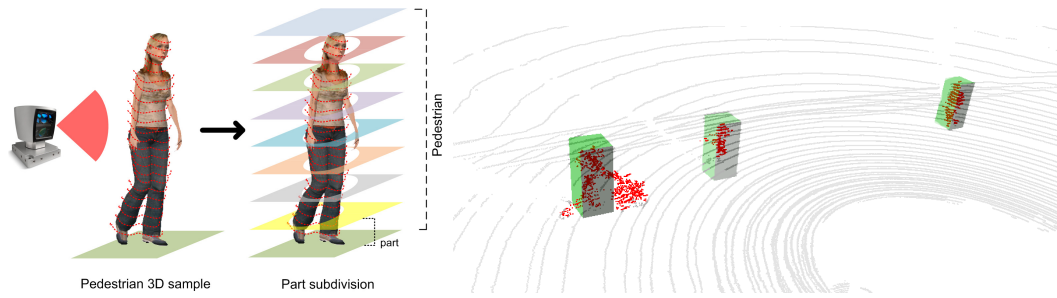 Pedestrian
part
Pedestrian 3D sample
Part subdivision